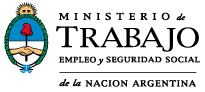 MINISTERIO de
TRABAJO
EMPLEO y SEGURIDAD SOCIAL
de la NACION ARGENTINA